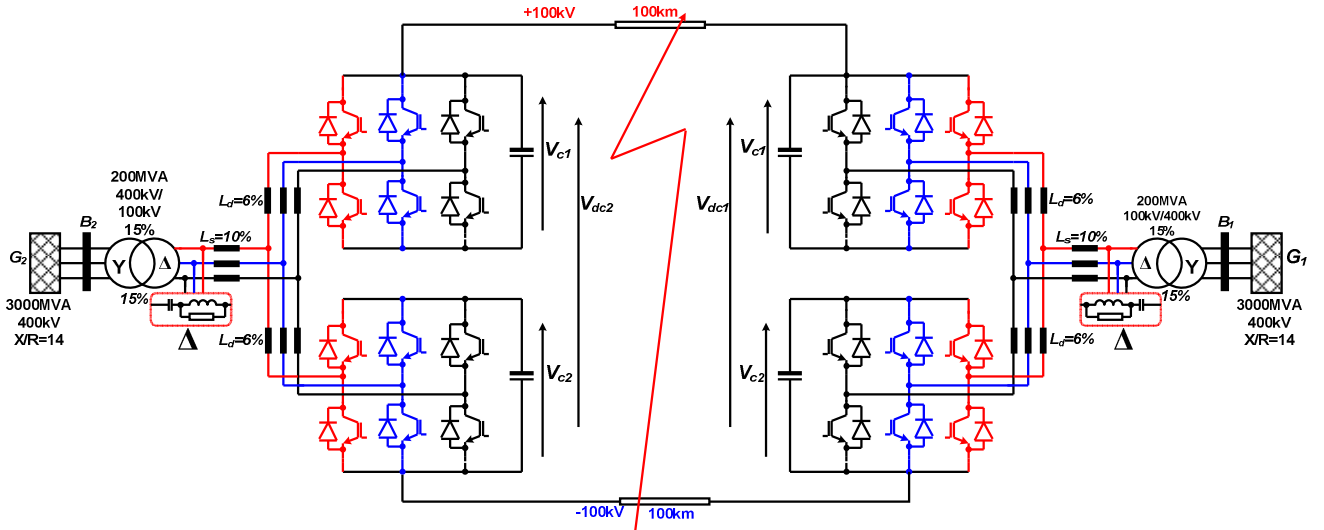 +100kV
100km
Vc1
Vdc2
Vdc1
Vc1
200MVA
400kV/
100kV
15%
B2
G2
Y
Δ
15%
3000MVA
400kV
X/R=14
Ld=6%
Ls=10%
Δ
Ld=6%
Vc2
Vc2
Ld=6%
Ls=10%
200MVA
100kV/400kV
15%
B1
G1
Δ
Y
15%
3000MVA
400kV
X/R=14
Δ
Ld=6%
-100kV
100km